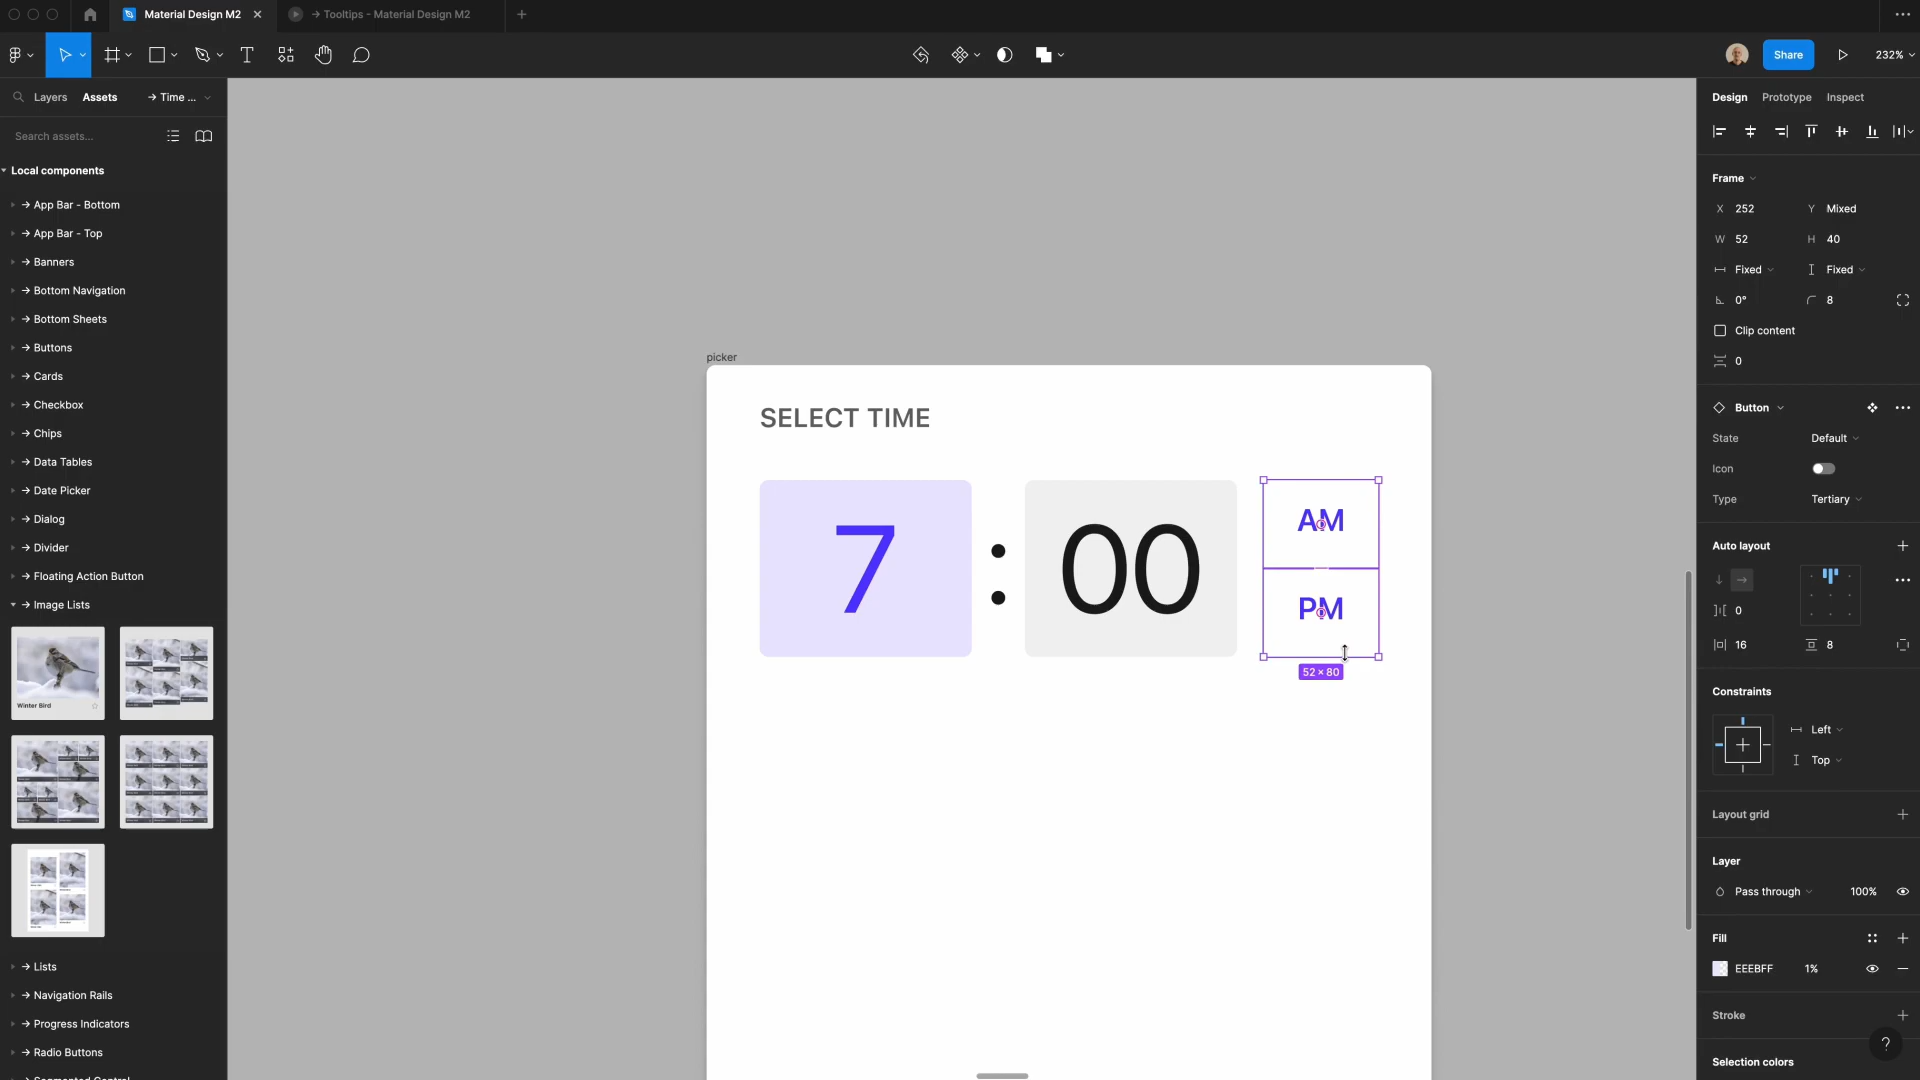 Material Design M2
→ Tooltips - Material Design M2
Share
232%
Layers
Assets
→ Time ...
Search assets...
Local components
→ App Bar - Bottom
→ App Bar - Top
→ Banners
→ Bottom Navigation
→ Bottom Sheets
→ Buttons
→ Cards
→ Checkbox
→ Chips
→ Data Tables
→ Date Picker
→ Dialog
→ Divider
→ Floating Action Button
→ Image Lists
Winter Bird
→ Lists
→ Navigation Rails
→ Progress Indicators
→ Radio Buttons
→ Segmented Control
picker
SELECT TIME
7
:
00
AM
PM
52 × 80
Design
Prototype
Inspect
Frame
X 252
Y Mixed
W 52
H 40
Fixed
Fixed
0°
8
Clip content
0
Button
State
Default
Icon
Type
Tertiary
Auto layout
0
16
8
Constraints
Left
Top
Layout grid
Layer
Pass through
100%
Fill
EEEBFF
1%
Stroke
?
Selection colors